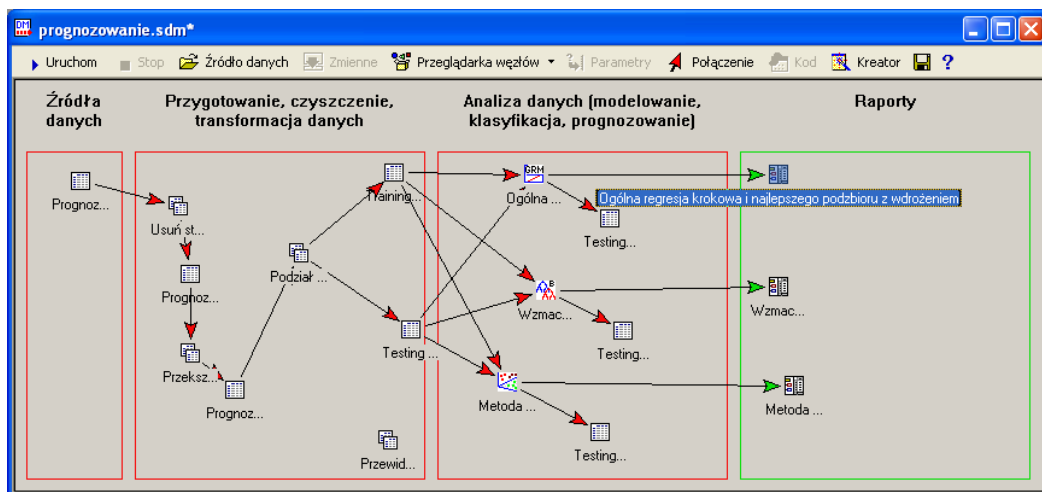 prognozowanie.sdm*
Uruchom Stop Źródło danych Zmienne Przeglądarka węzłów Parametry Połączenie Kod Kreator ?
Źródła danych
Przygotowanie, czyszczenie, transformacja danych
Analiza danych (modelowanie, klasyfikacja, prognozowanie)
Raporty
Prognoz...
Usuń st...
Prognoz...
Przeksz...
Prognoz...
Podział ...
Training...
Testing ...
Przewid...
GRM
Ogólna ...
Testing...
Wzmac...
Testing...
Metoda ...
Testing...
Ogólna regresja krokowa i najlepszego podzbioru z wdrożeniem
Wzmac...
Metoda ...